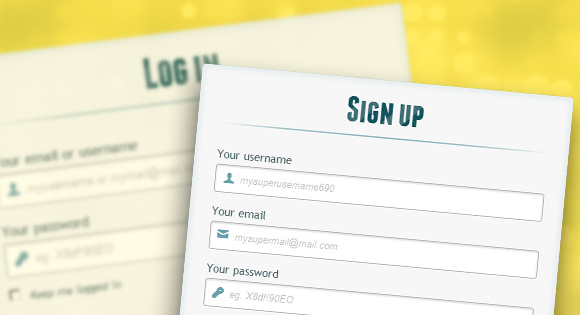 LOG IN
Your email or username
mysuperusername or mymail@mail
Your password
eg. X8df!90EO
Keep me logged in
SIGN UP
Your username
mysuperusername690
Your email
mysupermail@mail.com
Your password
eg. X8df!90EO